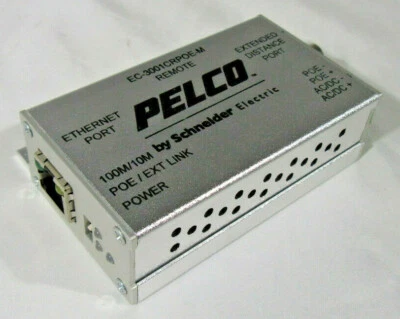 EC-3001CRPOE-M
REMOTE
EXTENDED
DISTANCE
PORT
ETHERNET
PORT
PELCO™
by Schneider Electric
POE -
POE +
AC/DC -
AC/DC +
100M/10M
POE / EXT LINK
POWER